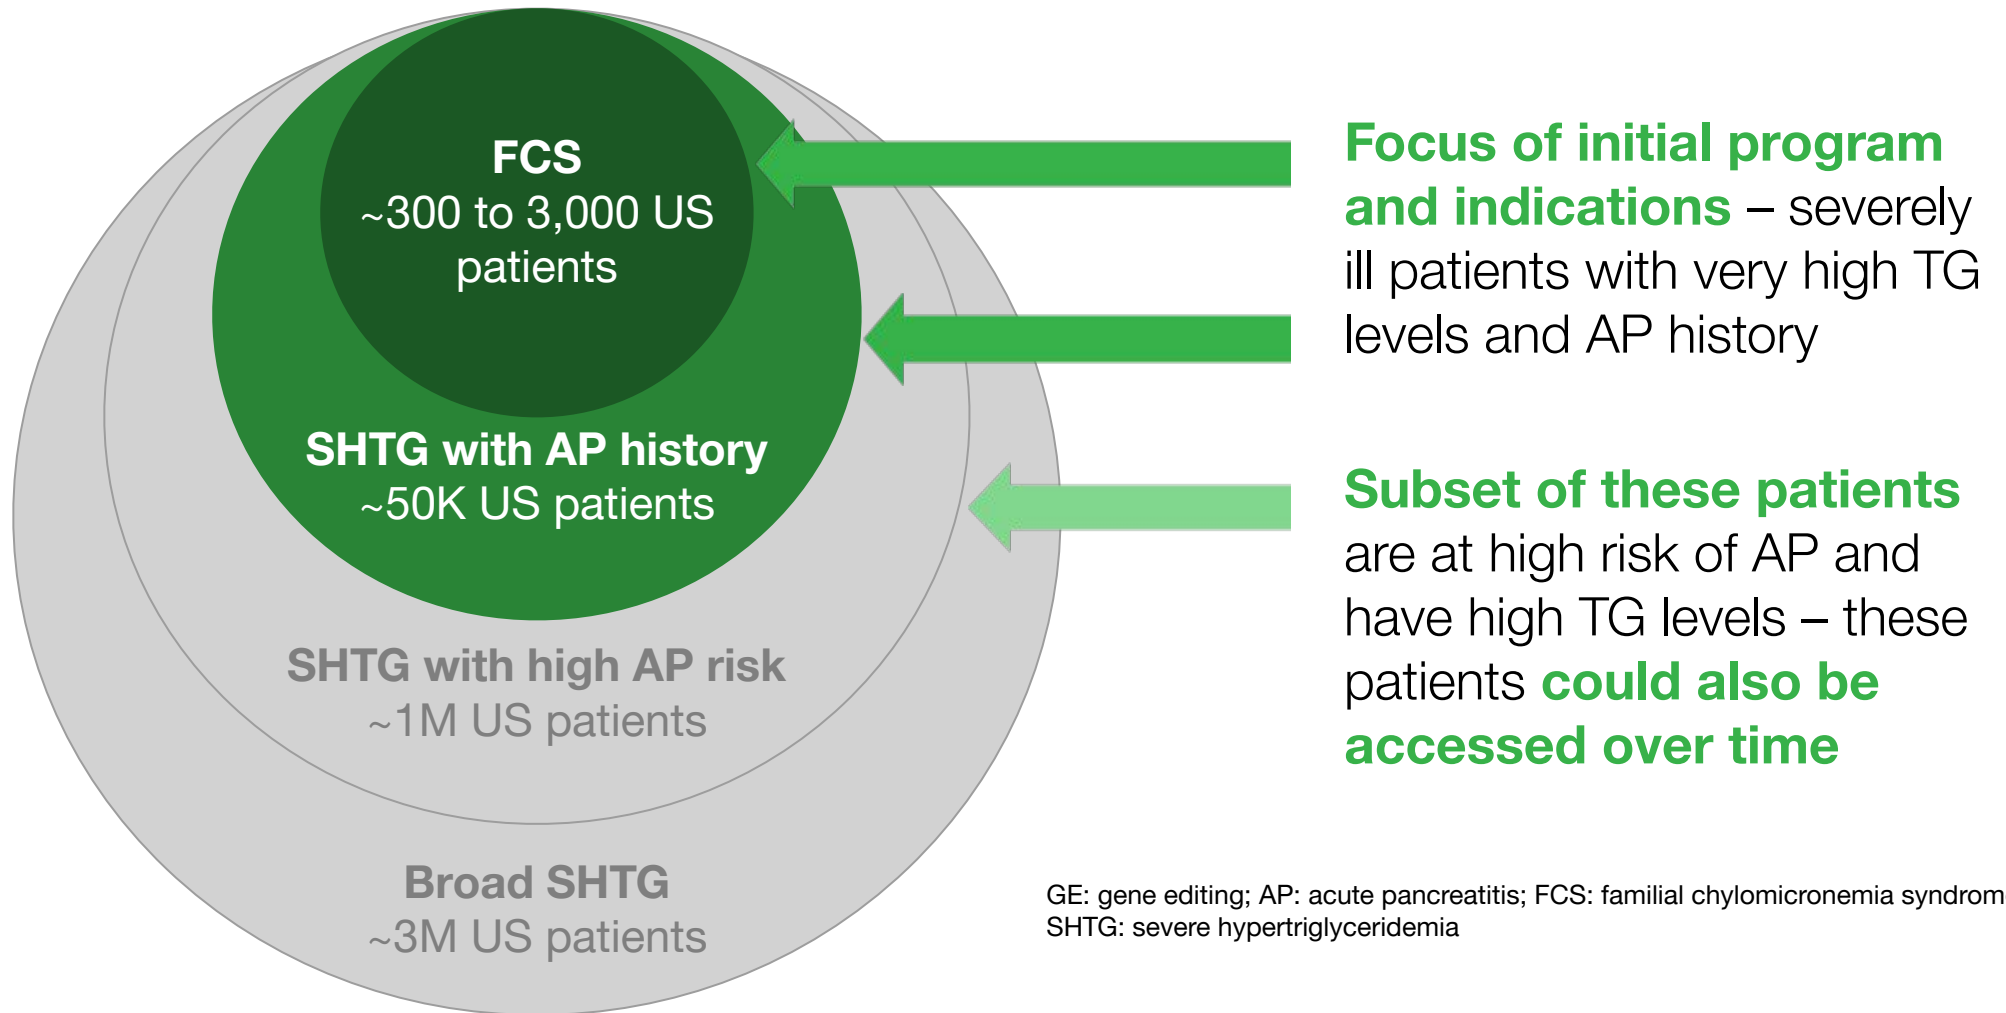 FCS
~300 to 3,000 US
patients
SHTG with AP history
~50K US patients
SHTG with high AP risk
~1M US patients
Broad SHTG
~3M US patients
Focus of initial program
and indications – severely
ill patients with very high TG
levels and AP history
Subset of these patients
are at high risk of AP and
have high TG levels – these
patients could also be
accessed over time
GE: gene editing; AP: acute pancreatitis; FCS: familial chylomicronemia syndrom
SHTG: severe hypertriglyceridemia